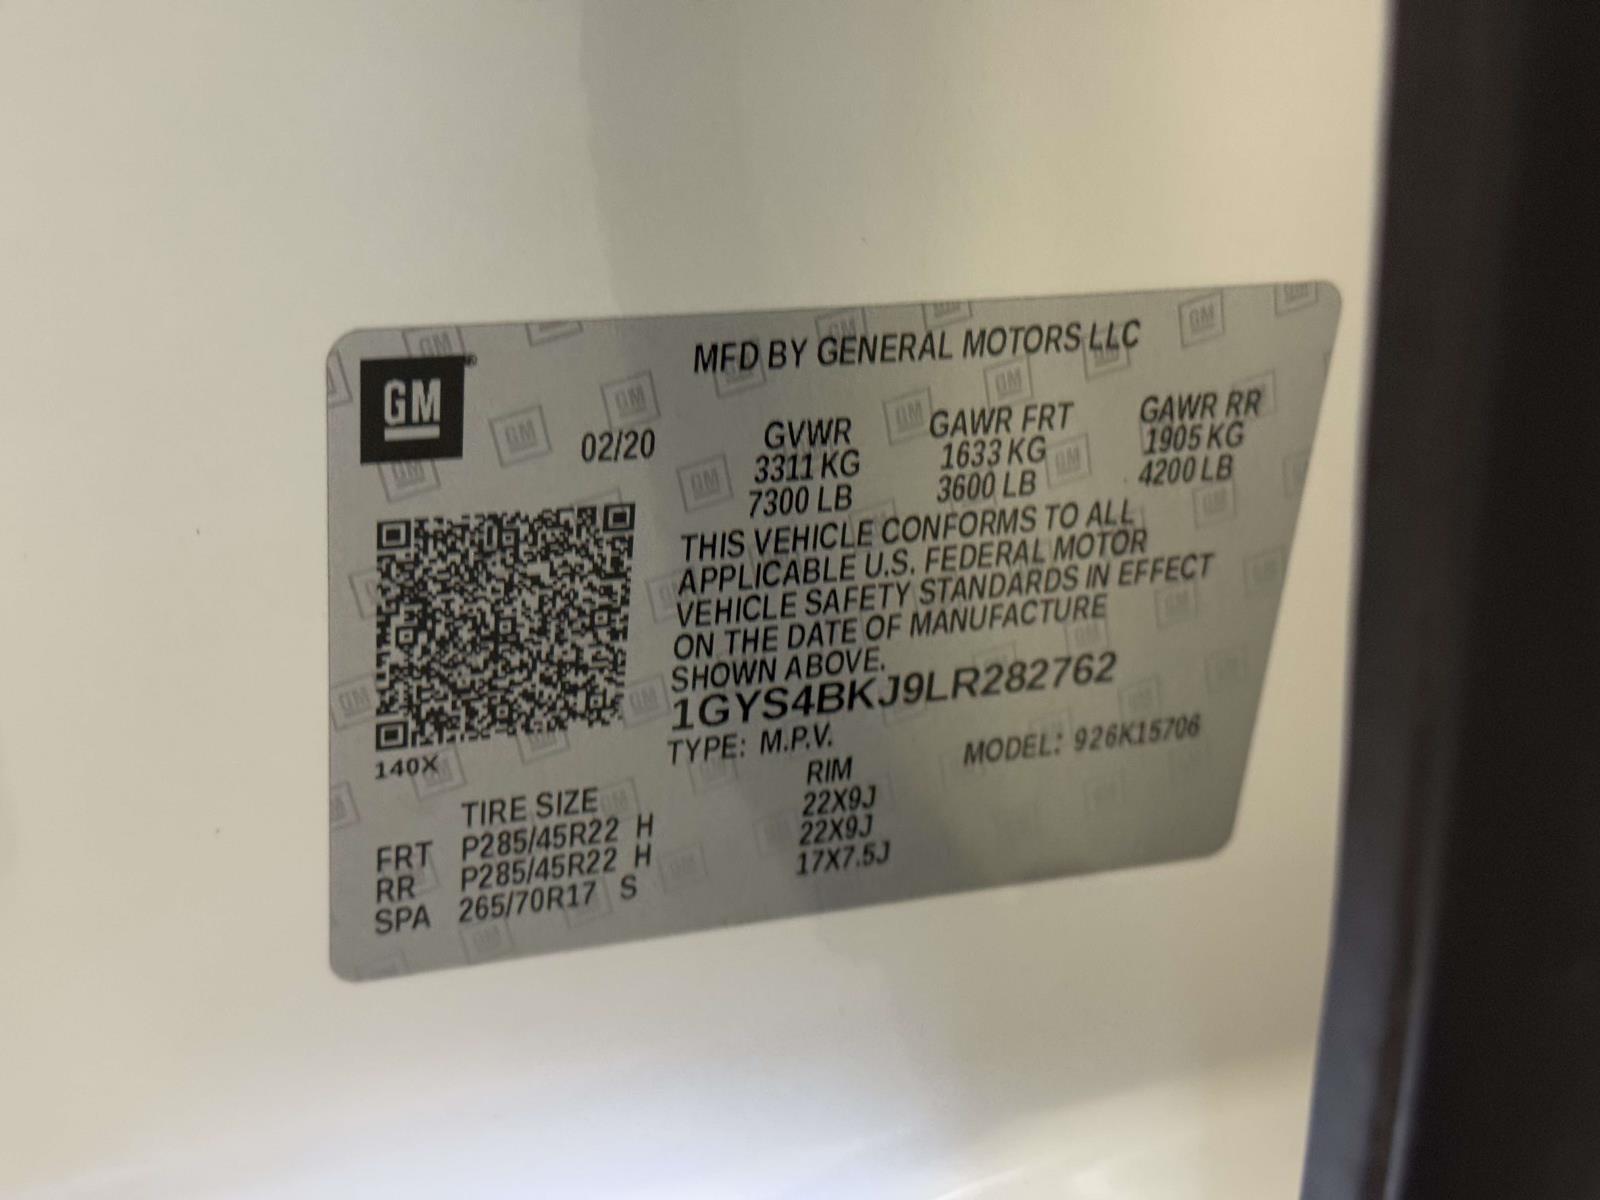 GM
MFD BY GENERAL MOTORS LLC
02/20
GVWR GAWR FRT GAWR RR
3311 KG 1633 KG 1905 KG
7300 LB 3600 LB 4200 LB
THIS VEHICLE CONFORMS TO ALL
APPLICABLE U.S. FEDERAL MOTOR
VEHICLE SAFETY STANDARDS IN EFFECT
ON THE DATE OF MANUFACTURE
SHOWN ABOVE.
1GYS4BKJ9LR282762
TYPE: M.P.V. MODEL: 926K15706
140X
TIRE SIZE RIM
FRT P285/45R22 H 22X9J
RR P285/45R22 H 22X9J
SPA 265/70R17 S 17X7.5J